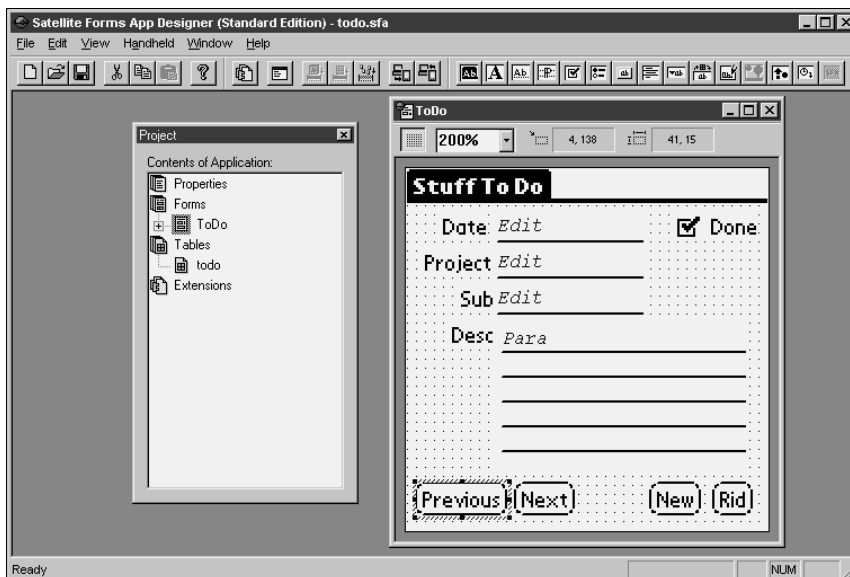 Satellite Forms App Designer (Standard Edition) - todo.sfa
File Edit View Handheld Window Help
Project
Contents of Application:
Properties
Forms
ToDo
Tables
todo
Extensions
ToDo
200% 4, 138 41, 15
Stuff To Do
Date Edit Done
Project Edit
Sub Edit
Desc Para
Previous Next New Rid
Ready NUM